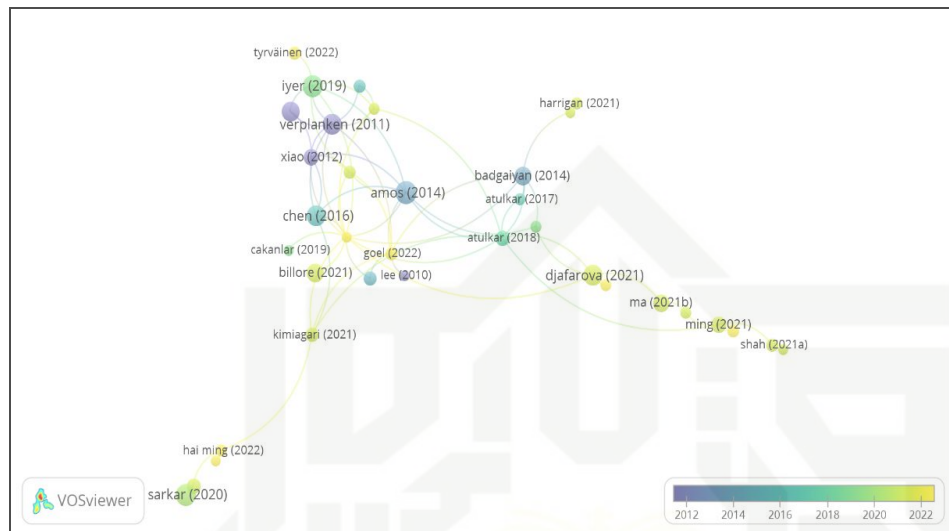 tyrväinen (2022)
iyer (2019)
harrigan (2021)
verplanken (2011)
xiao (2012)
badgaiyan (2014)
amos (2014)
atulkar (2017)
chen (2016)
atulkar (2018)
cakanlar (2019)
goel (2022)
billore (2021)
lee (2010)
djafarova (2021)
ma (2021b)
ming (2021)
kimiagari (2021)
shah (2021a)
hai ming (2022)
sarkar (2020)
VOSviewer
2012 2014 2016 2018 2020 2022